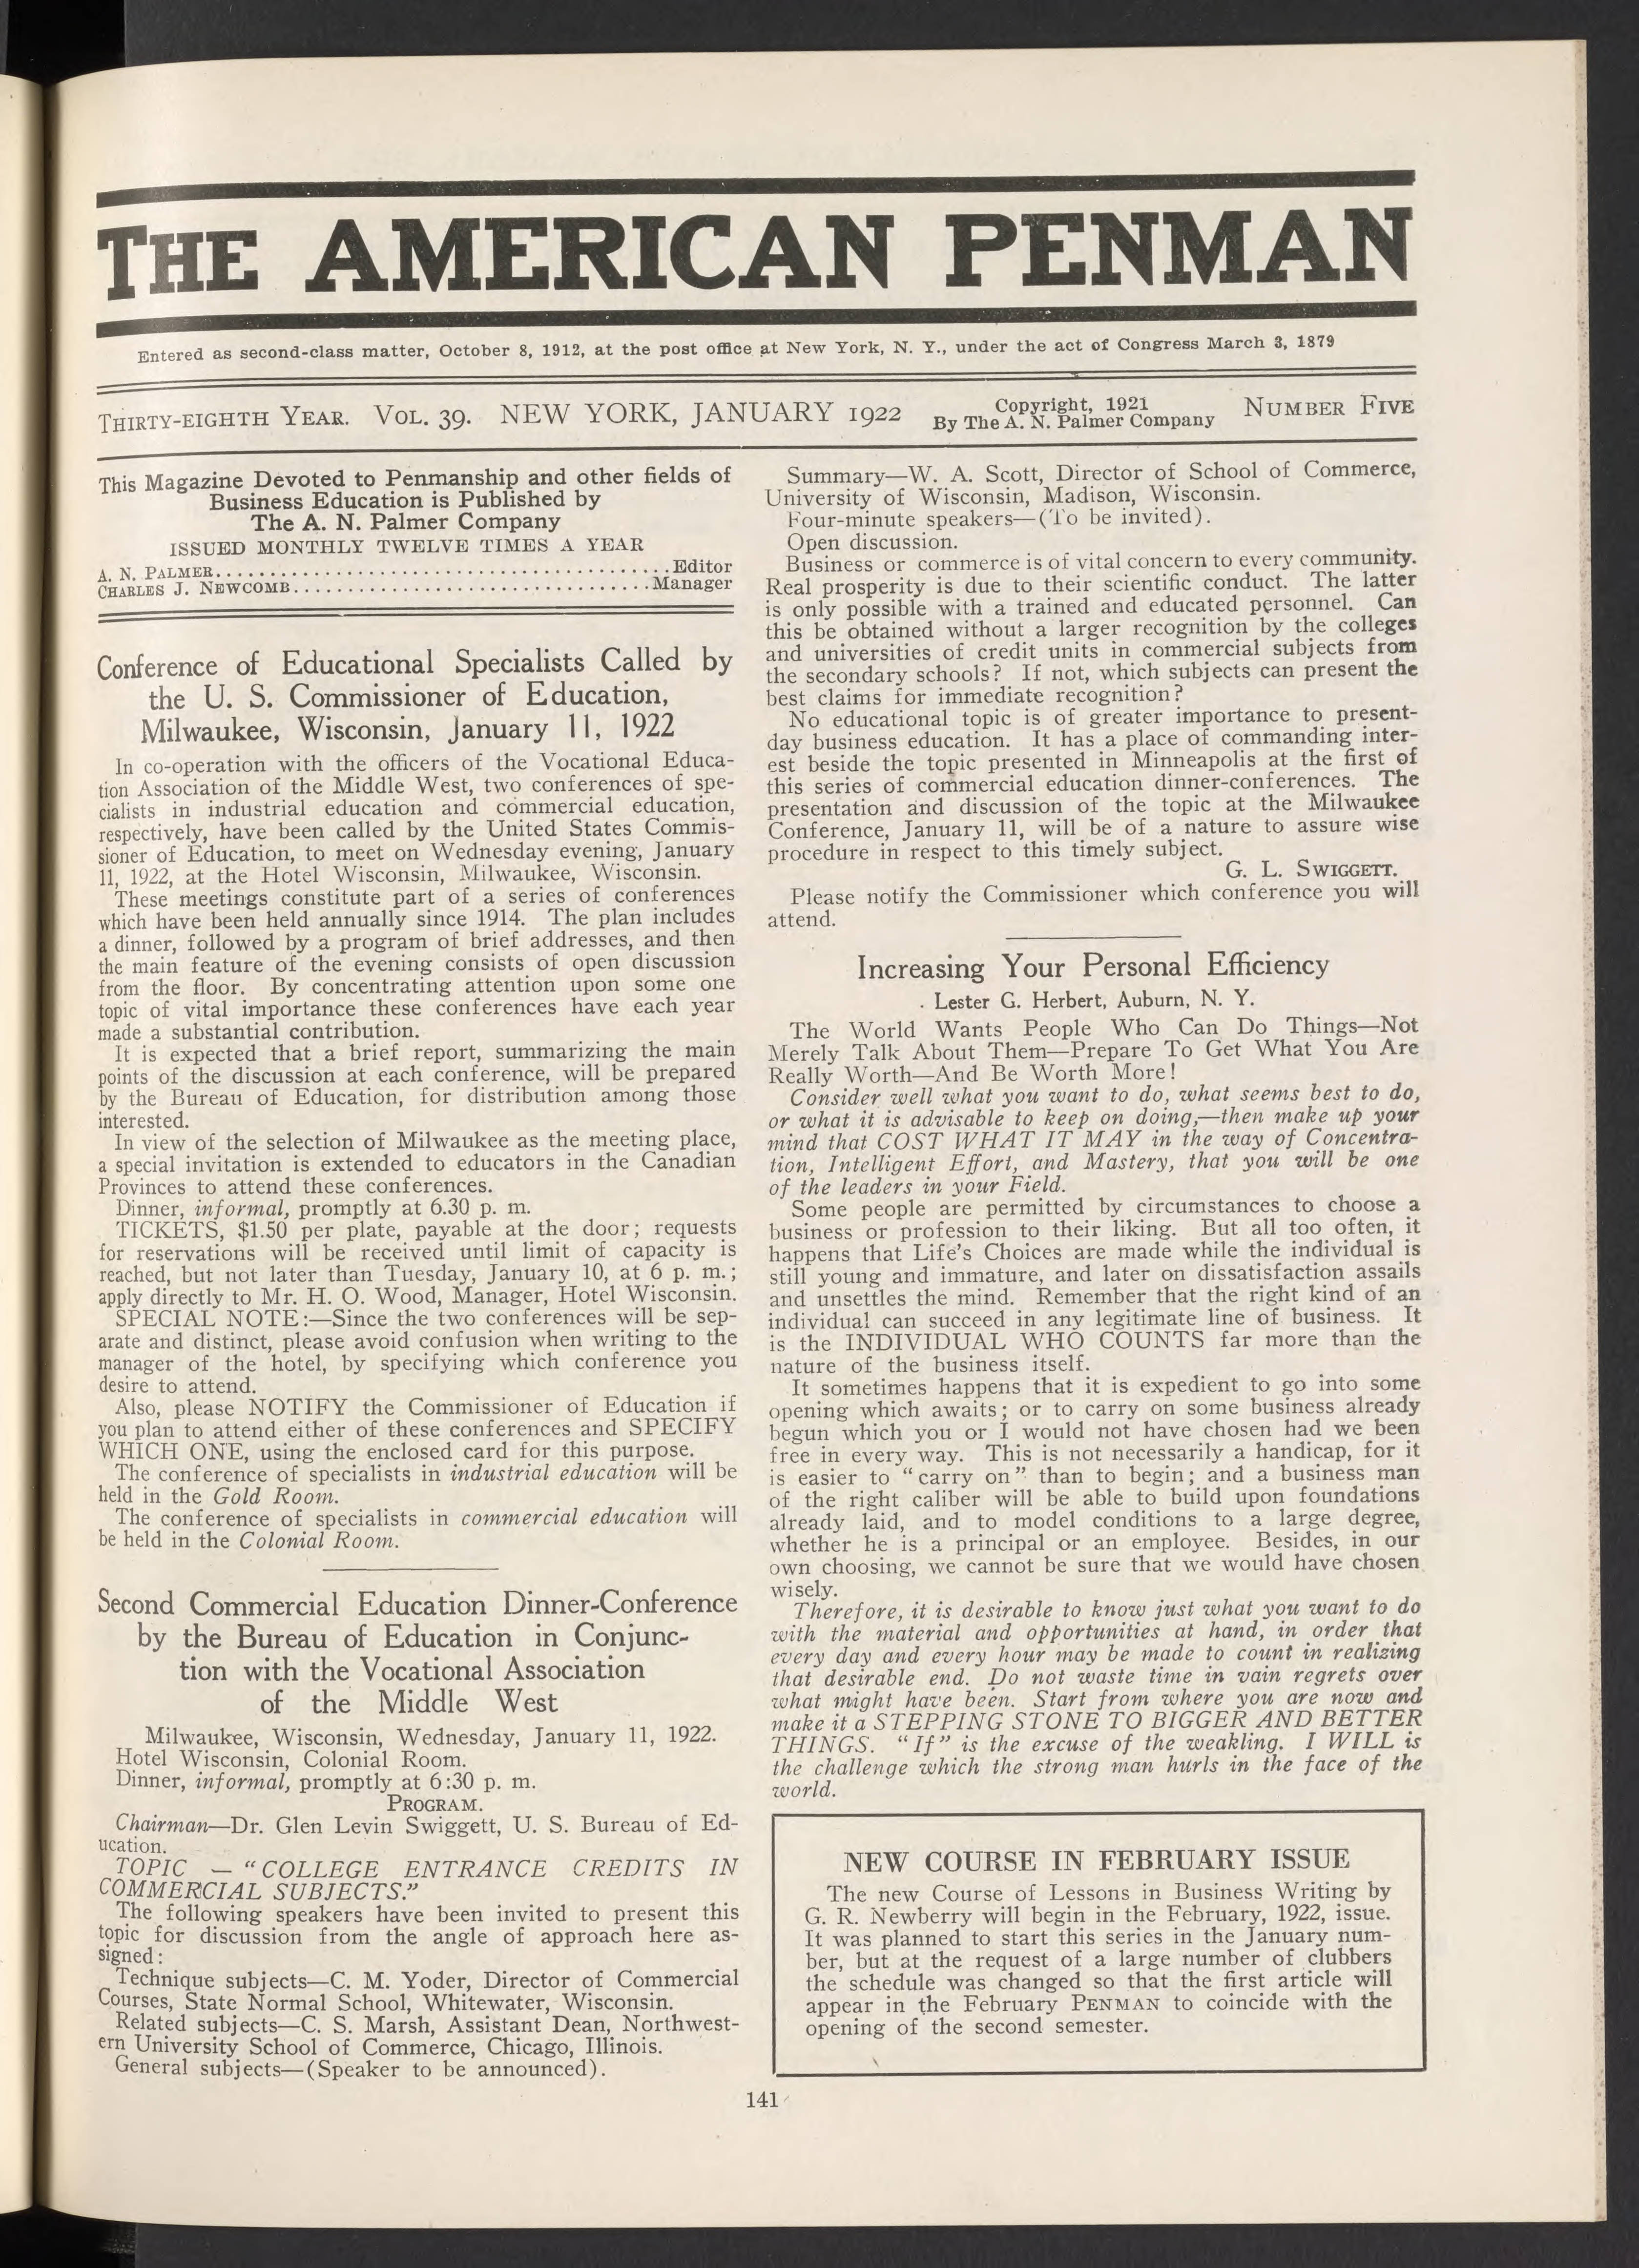 THE AMERICAN PENMAN
Entered as second-class matter, October 8, 1912, at the post office at New York, N. Y., under the act of Congress March 3, 1879
THIRTY-EIGHTH YEAR. VOL. 39. NEW YORK, JANUARY 1922 Copyright, 1921 By The A. N. Palmer Company NUMBER FIVE
This Magazine Devoted to Penmanship and other fields of
Business Education is Published by
The A. N. Palmer Company
ISSUED MONTHLY TWELVE TIMES A YEAR
A. N. PALMER..........................................Editor
CHARLES J. NEWCOMB.................................Manager
Conference of Educational Specialists Called by
the U. S. Commissioner of Education,
Milwaukee, Wisconsin, January 11, 1922
In co-operation with the officers of the Vocational Educa-
tion Association of the Middle West, two conferences of spe-
cialists in industrial education and commercial education,
respectively, have been called by the United States Commis-
sioner of Education, to meet on Wednesday evening, January
11, 1922, at the Hotel Wisconsin, Milwaukee, Wisconsin.
These meetings constitute part of a series of conferences
which have been held annually since 1914. The plan includes
a dinner, followed by a program of brief addresses, and then
the main feature of the evening consists of open discussion
from the floor. By concentrating attention upon some one
topic of vital importance these conferences have each year
made a substantial contribution.
It is expected that a brief report, summarizing the main
points of the discussion at each conference, will be prepared
by the Bureau of Education, for distribution among those
interested.
In view of the selection of Milwaukee as the meeting place,
a special invitation is extended to educators in the Canadian
Provinces to attend these conferences.
Dinner, informal, promptly at 6.30 p. m.
TICKETS, $1.50 per plate, payable at the door; requests
for reservations will be received until limit of capacity is
reached, but not later than Tuesday, January 10, at 6 p. m.;
apply directly to Mr. H. O. Wood, Manager, Hotel Wisconsin.
SPECIAL NOTE:—Since the two conferences will be sep-
arate and distinct, please avoid confusion when writing to the
manager of the hotel, by specifying which conference you
desire to attend.
Also, please NOTIFY the Commissioner of Education if
you plan to attend either of these conferences and SPECIFY
WHICH ONE, using the enclosed card for this purpose.
The conference of specialists in industrial education will be
held in the Gold Room.
The conference of specialists in commercial education will
be held in the Colonial Room.
Second Commercial Education Dinner-Conference
by the Bureau of Education in Conjunc-
tion with the Vocational Association
of the Middle West
Milwaukee, Wisconsin, Wednesday, January 11, 1922.
Hotel Wisconsin, Colonial Room.
Dinner, informal, promptly at 6:30 p. m.
PROGRAM.
Chairman—Dr. Glen Levin Swiggett, U. S. Bureau of Ed-
ucation.
TOPIC — "COLLEGE ENTRANCE CREDITS IN
COMMERCIAL SUBJECTS."
The following speakers have been invited to present this
topic for discussion from the angle of approach here as-
signed:
Technique subjects—C. M. Yoder, Director of Commercial
Courses, State Normal School, Whitewater, Wisconsin.
Related subjects—C. S. Marsh, Assistant Dean, Northwest-
ern University School of Commerce, Chicago, Illinois.
General subjects—(Speaker to be announced).
Summary—W. A. Scott, Director of School of Commerce,
University of Wisconsin, Madison, Wisconsin.
Four-minute speakers—(To be invited).
Open discussion.
Business or commerce is of vital concern to every community.
Real prosperity is due to their scientific conduct. The latter
is only possible with a trained and educated personnel. Can
this be obtained without a larger recognition by the colleges
and universities of credit units in commercial subjects from
the secondary schools? If not, which subjects can present the
best claims for immediate recognition?
No educational topic is of greater importance to present-
day business education. It has a place of commanding inter-
est beside the topic presented in Minneapolis at the first of
this series of commercial education dinner-conferences. The
presentation and discussion of the topic at the Milwaukee
Conference, January 11, will be of a nature to assure wise
procedure in respect to this timely subject.
G. L. SWIGGETT.
Please notify the Commissioner which conference you will
attend.
Increasing Your Personal Efficiency
Lester G. Herbert, Auburn, N. Y.
The World Wants People Who Can Do Things—Not
Merely Talk About Them—Prepare To Get What You Are
Really Worth—And Be Worth More!
Consider well what you want to do, what seems best to do,
or what it is advisable to keep on doing,—then make up your
mind that COST WHAT IT MAY in the way of Concentra-
tion, Intelligent Effort, and Mastery, that you will be one
of the leaders in your Field.
Some people are permitted by circumstances to choose a
business or profession to their liking. But all too often, it
happens that Life's Choices are made while the individual is
still young and immature, and later on dissatisfaction assails
and unsettles the mind. Remember that the right kind of an
individual can succeed in any legitimate line of business. It
is the INDIVIDUAL WHO COUNTS far more than the
nature of the business itself.
It sometimes happens that it is expedient to go into some
opening which awaits; or to carry on some business already
begun which you or I would not have chosen had we been
free in every way. This is not necessarily a handicap, for it
is easier to "carry on" than to begin; and a business man
of the right caliber will be able to build upon foundations
already laid, and to model conditions to a large degree,
whether he is a principal or an employee. Besides, in our
own choosing, we cannot be sure that we would have chosen
wisely.
Therefore, it is desirable to know just what you want to do
with the material and opportunities at hand, in order that
every day and every hour may be made to count in realizing
that desirable end. Do not waste time in vain regrets over
what might have been. Start from where you are now and
make it a STEPPING STONE TO BIGGER AND BETTER
THINGS. "If" is the excuse of the weakling. I WILL is
the challenge which the strong man hurls in the face of the
world.
NEW COURSE IN FEBRUARY ISSUE
The new Course of Lessons in Business Writing by
G. R. Newberry will begin in the February, 1922, issue.
It was planned to start this series in the January num-
ber, but at the request of a large number of clubbers
the schedule was changed so that the first article will
appear in the February PENMAN to coincide with the
opening of the second semester.
141